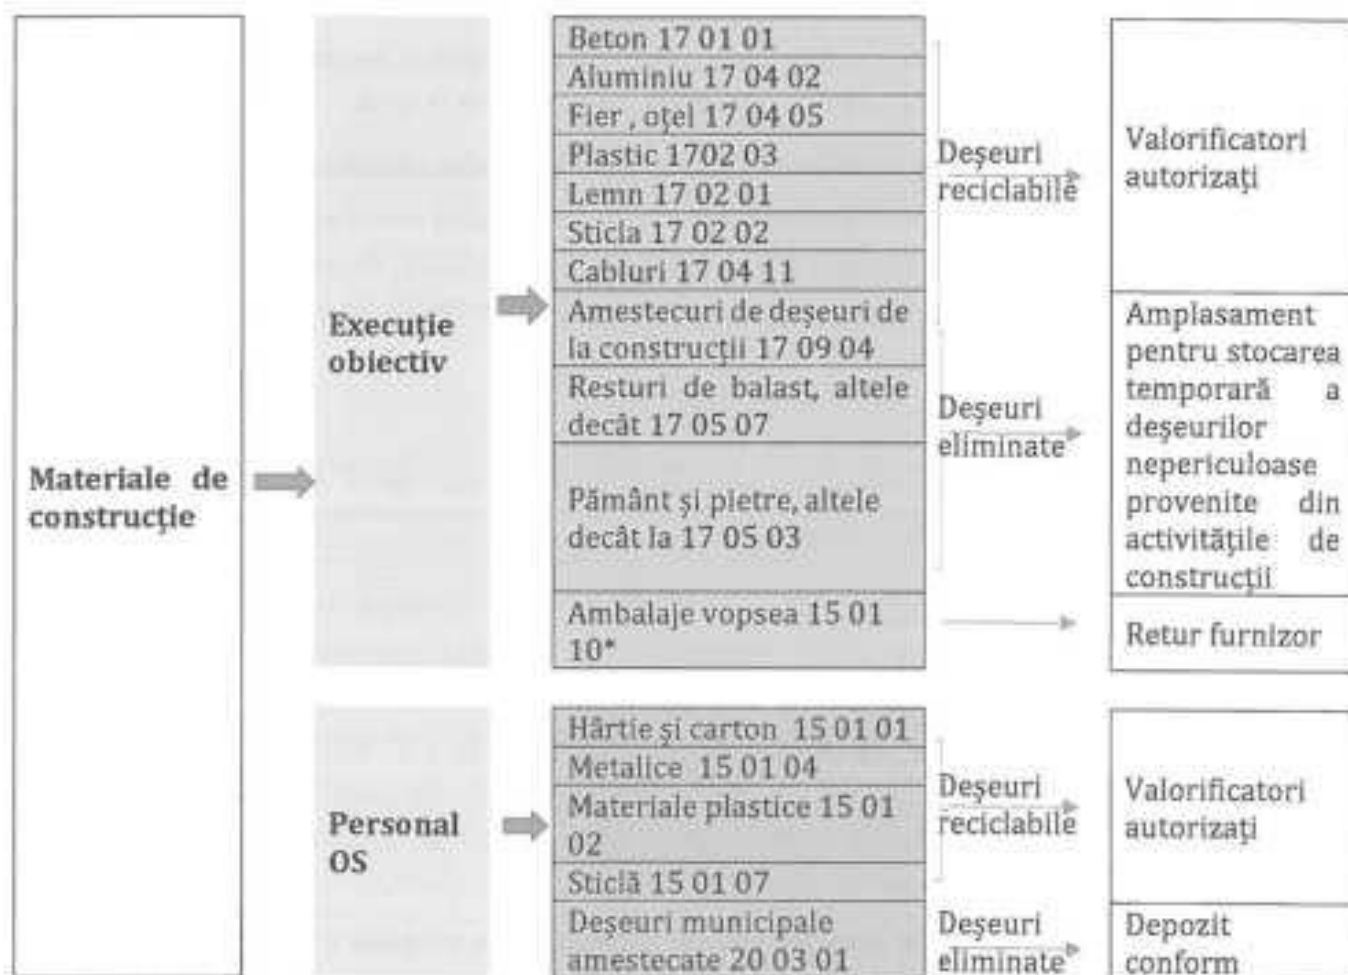 Materiale de
construcție
Execuție
obiectiv
Beton 17 01 01
Aluminiu 17 04 02
Fier , oțel 17 04 05
Plastic 1702 03
Lemn 17 02 01
Sticla 17 02 02
Cabluri 17 04 11
Amestecuri de deșeuri de
la construcții 17 09 04
Resturi de balast, altele
decât 17 05 07
Pământ și pietre, altele
decât la 17 05 03
Ambalaje vopsea 15 01
10*
Deșeuri
reciclabile
Deșeuri
eliminate
Valorificatori
autorizați
Amplasament
pentru stocarea
temporară a
deșeurilor
nepericuloase
provenite din
activitățile de
construcții
Retur furnizor
Personal
OS
Hârtie și carton 15 01 01
Metalice 15 01 04
Materiale plastice 15 01
02
Sticlă 15 01 07
Deșeuri municipale
amestecate 20 03 01
Deșeuri
reciclabile
Deșeuri
eliminate
Valorificatori
autorizați
Depozit
conform